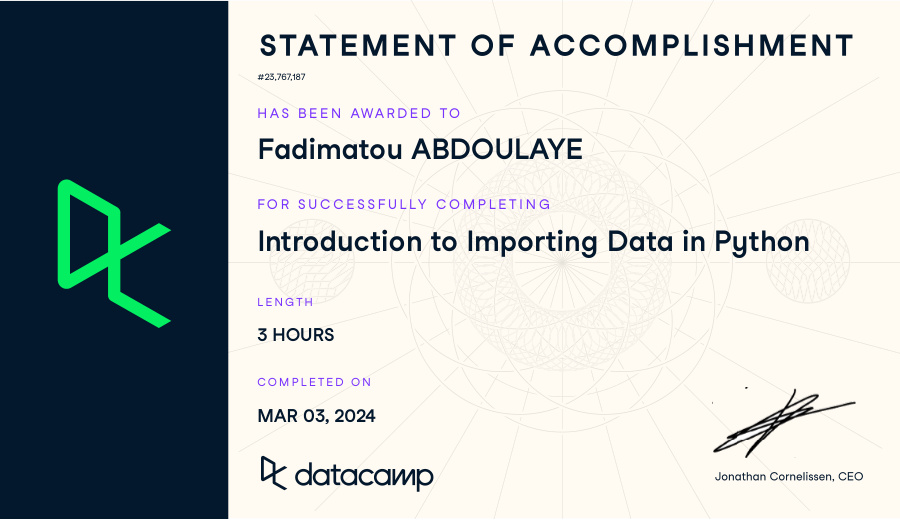 STATEMENT OF ACCOMPLISHMENT
#23,767,187
HAS BEEN AWARDED TO
Fadimatou ABDOULAYE
FOR SUCCESSFULLY COMPLETING
Introduction to Importing Data in Python
LENGTH
3 HOURS
COMPLETED ON
MAR 03, 2024
datacamp
Jonathan Cornelissen, CEO